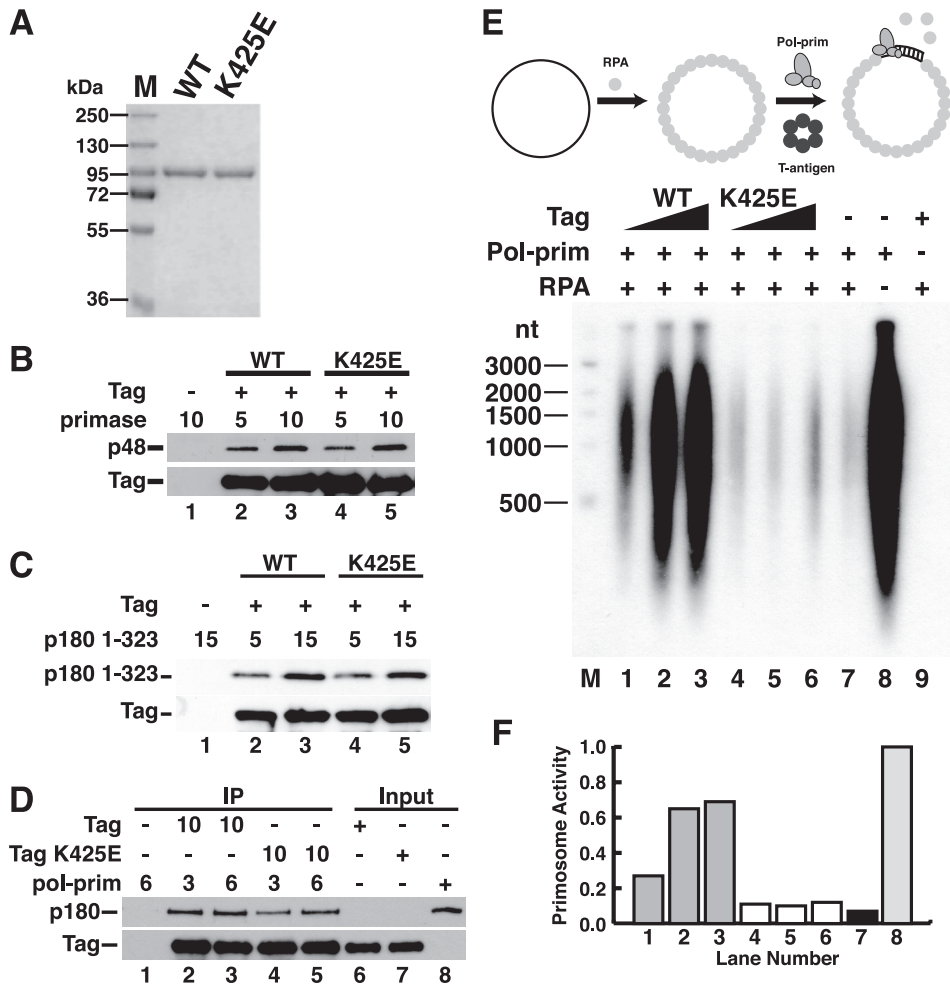 A
kDa M WT K425E
250
130
95
72
55
36
B
WT K425E
Tag - + + + +
primase 10 5 10 5 10
p48
Tag
1 2 3 4 5
C
WT K425E
Tag - + + + +
p180 1-323 15 5 15 5 15
p180 1-323
Tag
1 2 3 4 5
D
IP Input
Tag - 10 10 - - + - -
Tag K425E - - - 10 10 - + -
pol-prim 6 3 6 3 6 - - +
p180
Tag
1 2 3 4 5 6 7 8
E
RPA
Pol-prim
T-antigen
WT K425E
Tag - - +
Pol-prim + + + + + + + + -
RPA + + + + + + + - +
nt
3000
2000
1500
1000
500
M 1 2 3 4 5 6 7 8 9
F
Primosome Activity
1.0
0.8
0.6
0.4
0.2
0.0
1 2 3 4 5 6 7 8
Lane Number